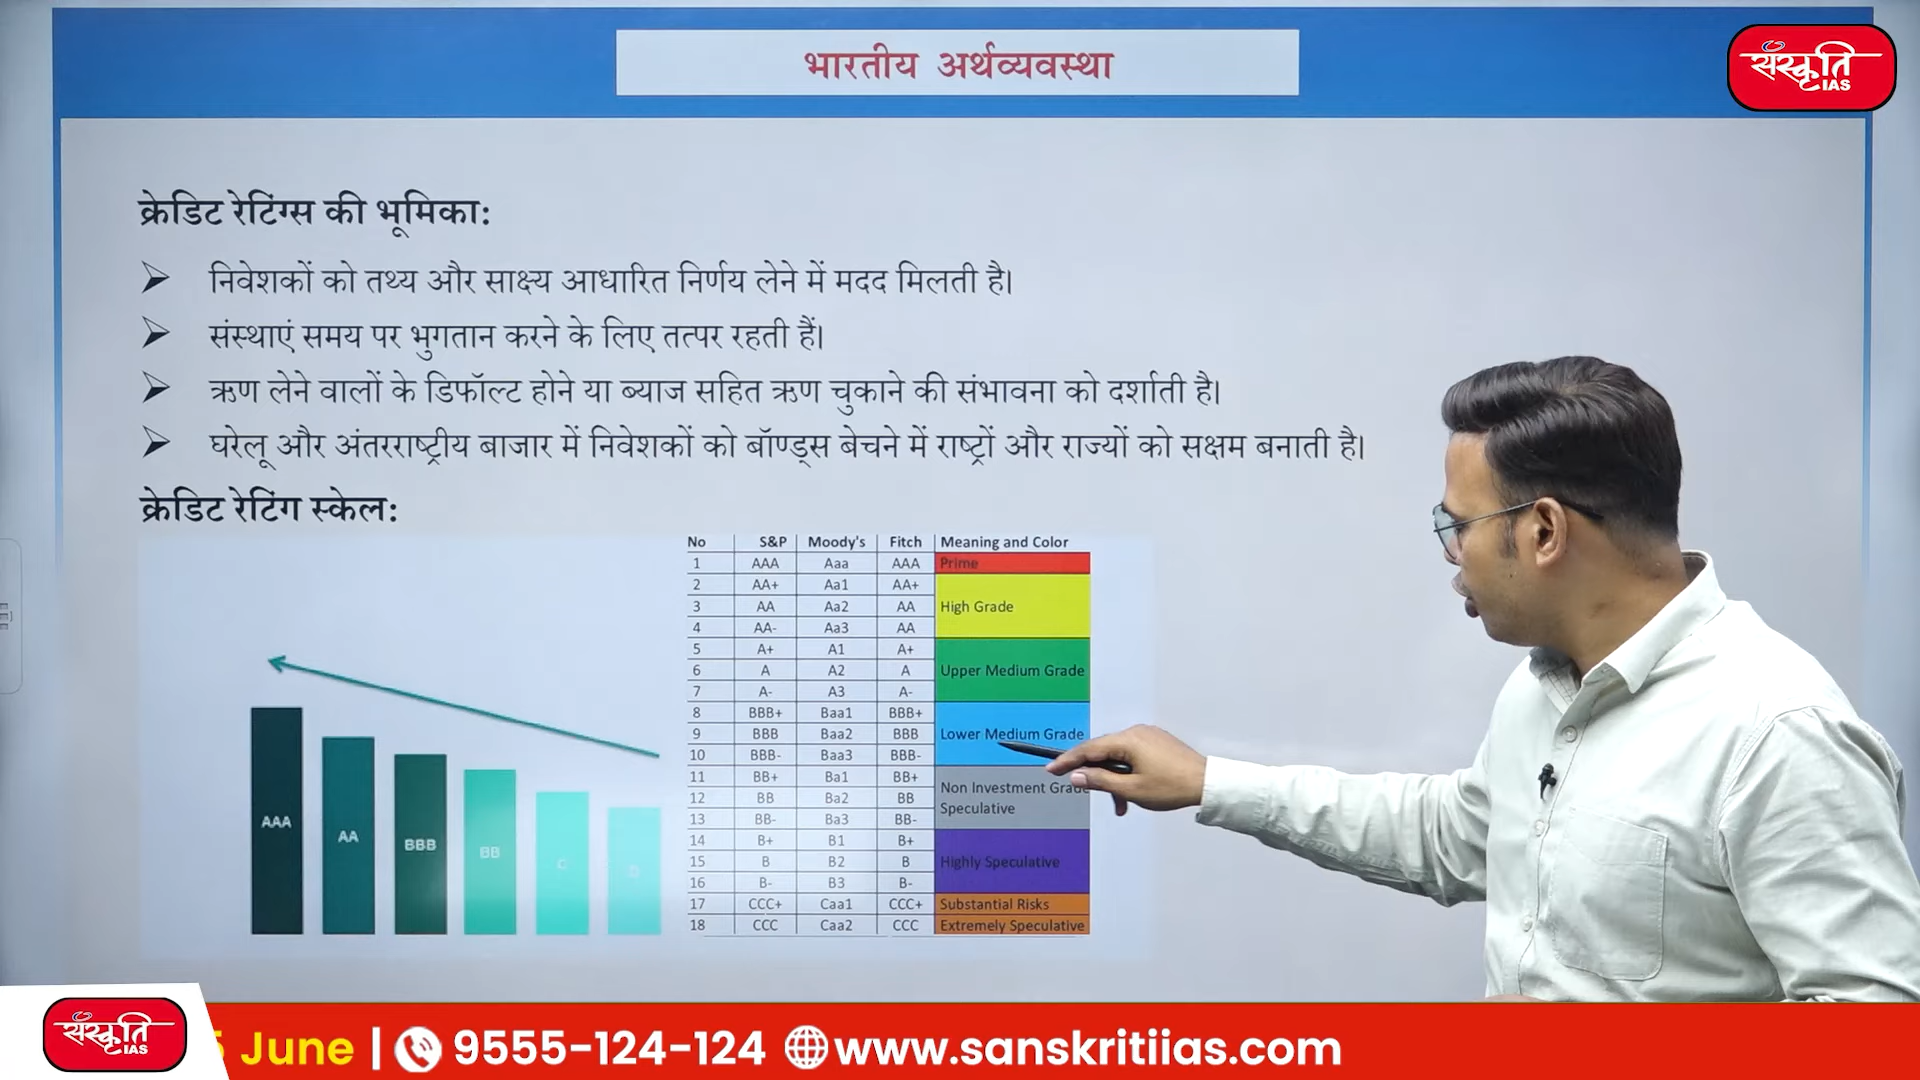 भारतीय अर्थव्यवस्था
संस्कृति
IAS
क्रेडिट रेटिंग्स की भूमिका:
➢ निवेशकों को तथ्य और साक्ष्य आधारित निर्णय लेने में मदद मिलती है।
➢ संस्थाएं समय पर भुगतान करने के लिए तत्पर रहती हैं।
➢ ऋण लेने वालों के डिफॉल्ट होने या ब्याज सहित ऋण चुकाने की संभावना को दर्शाती है।
➢ घरेलू और अंतरराष्ट्रीय बाजार में निवेशकों को बॉण्ड्स बेचने में राष्ट्रों और राज्यों को सक्षम बनाती है।
क्रेडिट रेटिंग स्केल:
AAA
AA
BBB
BB
C
D
No S&P Moody's Fitch Meaning and Color
1 AAA Aaa AAA Prime
2 AA+ Aa1 AA+
3 AA Aa2 AA High Grade
4 AA- Aa3 AA
5 A+ A1 A+
6 A A2 A Upper Medium Grade
7 A- A3 A-
8 BBB+ Baa1 BBB+
9 BBB Baa2 BBB Lower Medium Grade
10 BBB- Baa3 BBB-
11 BB+ Ba1 BB+
Non Investment Grade
12 BB Ba2 BB
Speculative
13 BB- Ba3 BB-
14 B+ B1 B+
15 B B2 B Highly Speculative
16 B- B3 B-
17 CCC+ Caa1 CCC+ Substantial Risks
18 CCC Caa2 CCC Extremely Speculative
संस्कृति
IAS
5 June | 9555-124-124 www.sanskritiias.com